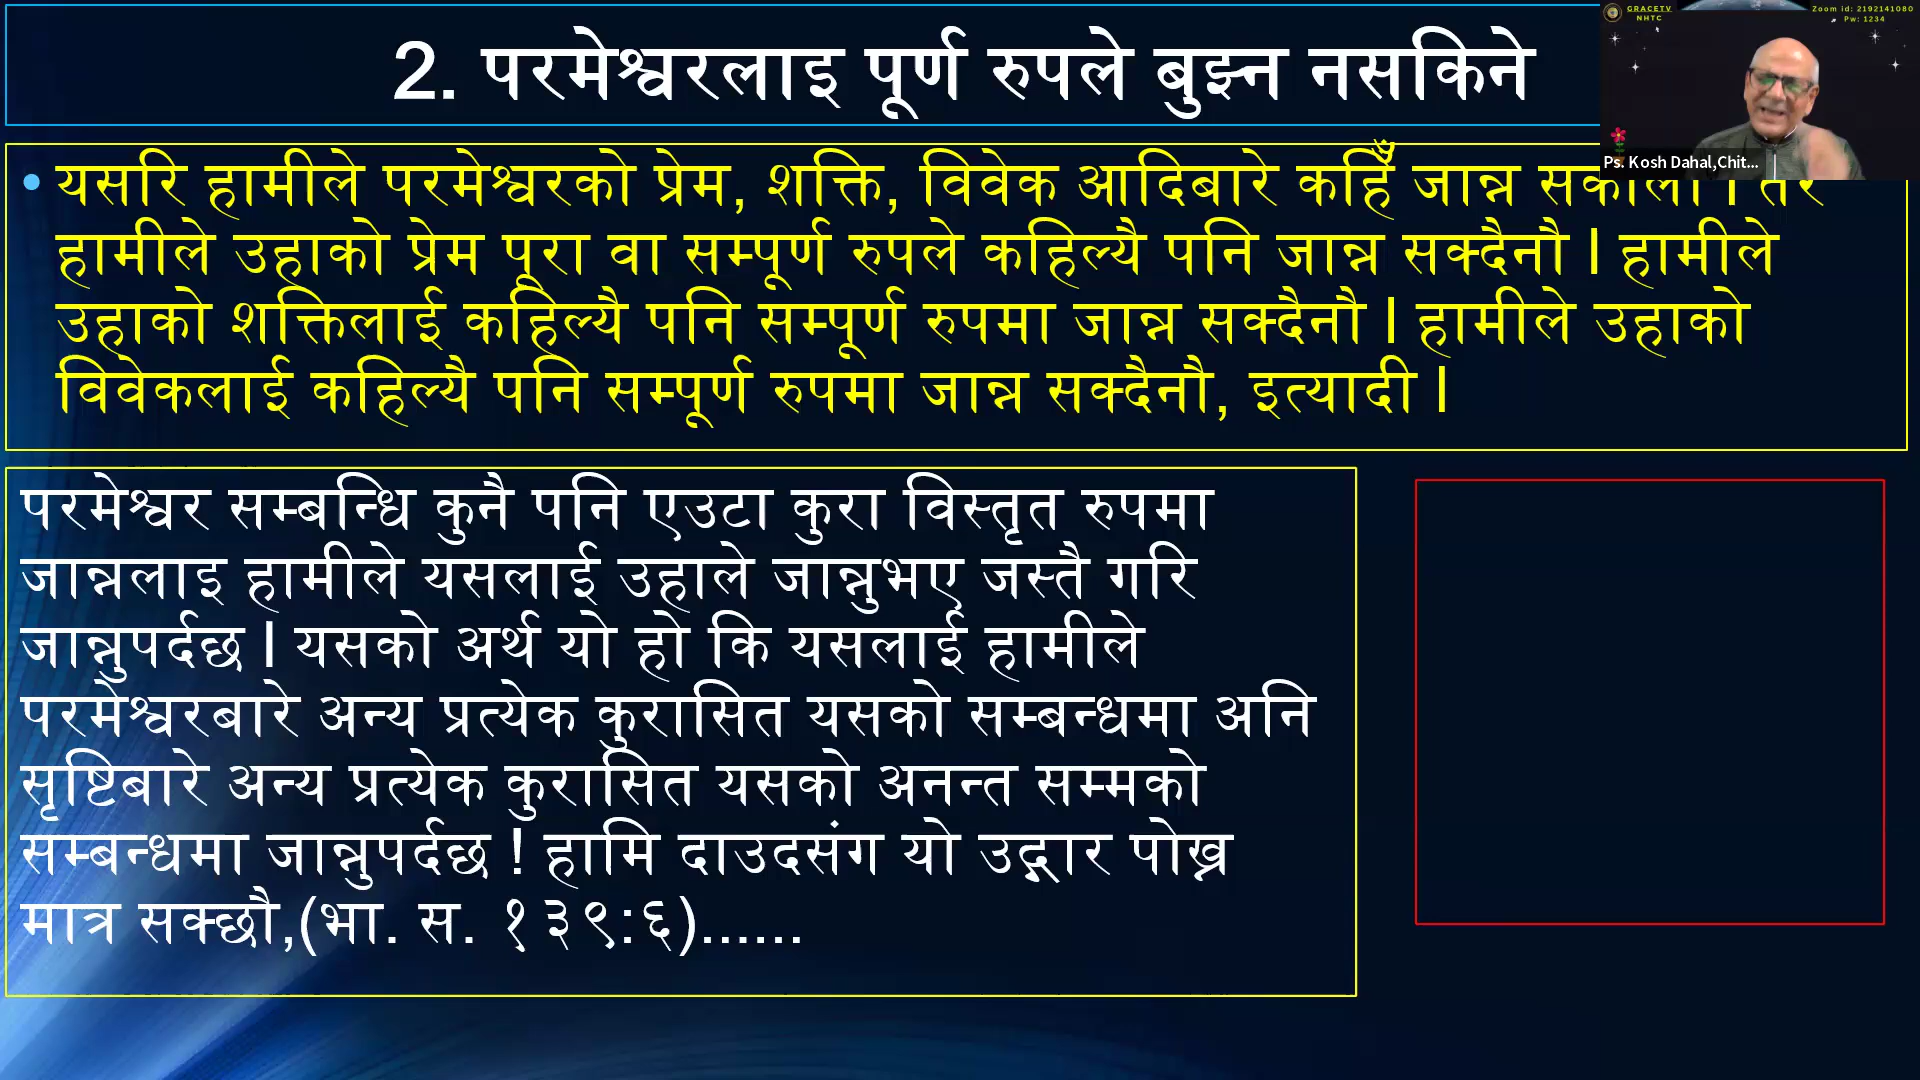 2. परमेश्वरलाइ पूर्ण रुपले बुझ्न नसकिने
GRACETV
NHTC
Zoom id: 2192141080
Pw: 1234
Ps. Kosh Dahal,Chit...
• यसरि हामीले परमेश्वरको प्रेम, शक्ति, विवेक आदिबारे कहिँ जान्न
हामीले उहाको प्रेम पूरा वा सम्पूर्ण रुपले कहिल्यै पनि जान्न सक्दैनौ l हामीले
उहाको शक्तिलाई कहिल्यै पनि सम्पूर्ण रुपमा जान्न सक्दैनौ l हामीले उहाको
विवेकलाई कहिल्यै पनि सम्पूर्ण रुपमा जान्न सक्दैनौ, इत्यादी l
परमेश्वर सम्बन्धि कुनै पनि एउटा कुरा विस्तृत रुपमा
जान्नलाइ हामीले यसलाई उहाले जान्नुभए जस्तै गरि
जान्नुपर्दछ l यसको अर्थ यो हो कि यसलाई हामीले
परमेश्वरबारे अन्य प्रत्येक कुरासित यसको सम्बन्धमा अनि
सृष्टिबारे अन्य प्रत्येक कुरासित यसको अनन्त सम्मको
सम्बन्धमा जान्नुपर्दछ ! हामि दाउदसंग यो उद्गार पोख्न
मात्र सक्छौ,(भा. स. १३९:६)......